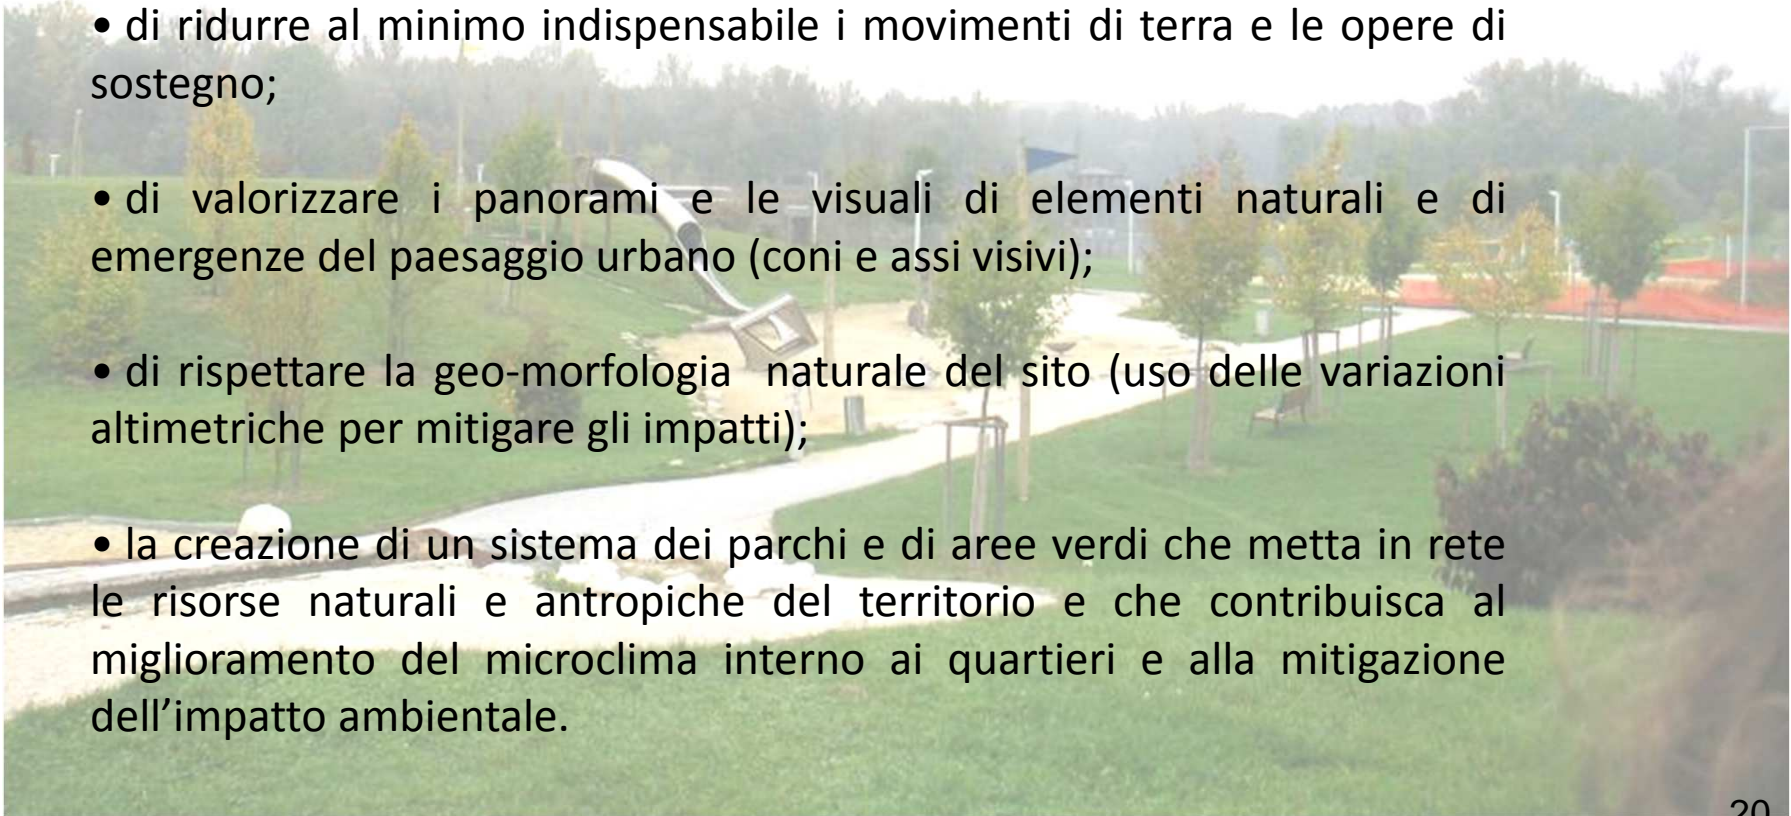 • di ridurre al minimo indispensabile i movimenti di terra e le opere di
sostegno;
• di valorizzare i panorami e le visuali di elementi naturali e di
emergenze del paesaggio urbano (coni e assi visivi);
• di rispettare la geo-morfologia naturale del sito (uso delle variazioni
altimetriche per mitigare gli impatti);
• la creazione di un sistema dei parchi e di aree verdi che metta in rete
le risorse naturali e antropiche del territorio e che contribuisca al
miglioramento del microclima interno ai quartieri e alla mitigazione
dell’impatto ambientale.
20